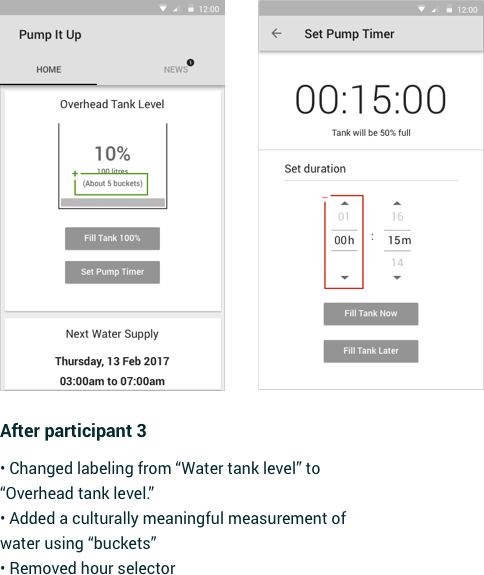 12:00
Pump It Up
HOME
NEWS
1
Overhead Tank Level
10%
100 litres
+
(About 5 buckets)
Fill Tank 100%
Set Pump Timer
Next Water Supply
Thursday, 13 Feb 2017
03:00am to 07:00am
12:00
Set Pump Timer
00:15:00
Tank will be 50% full
Set duration
01 16
00h : 15m
14
Fill Tank Now
Fill Tank Later
After participant 3
• Changed labeling from “Water tank level” to
“Overhead tank level.”
• Added a culturally meaningful measurement of
water using “buckets”
• Removed hour selector